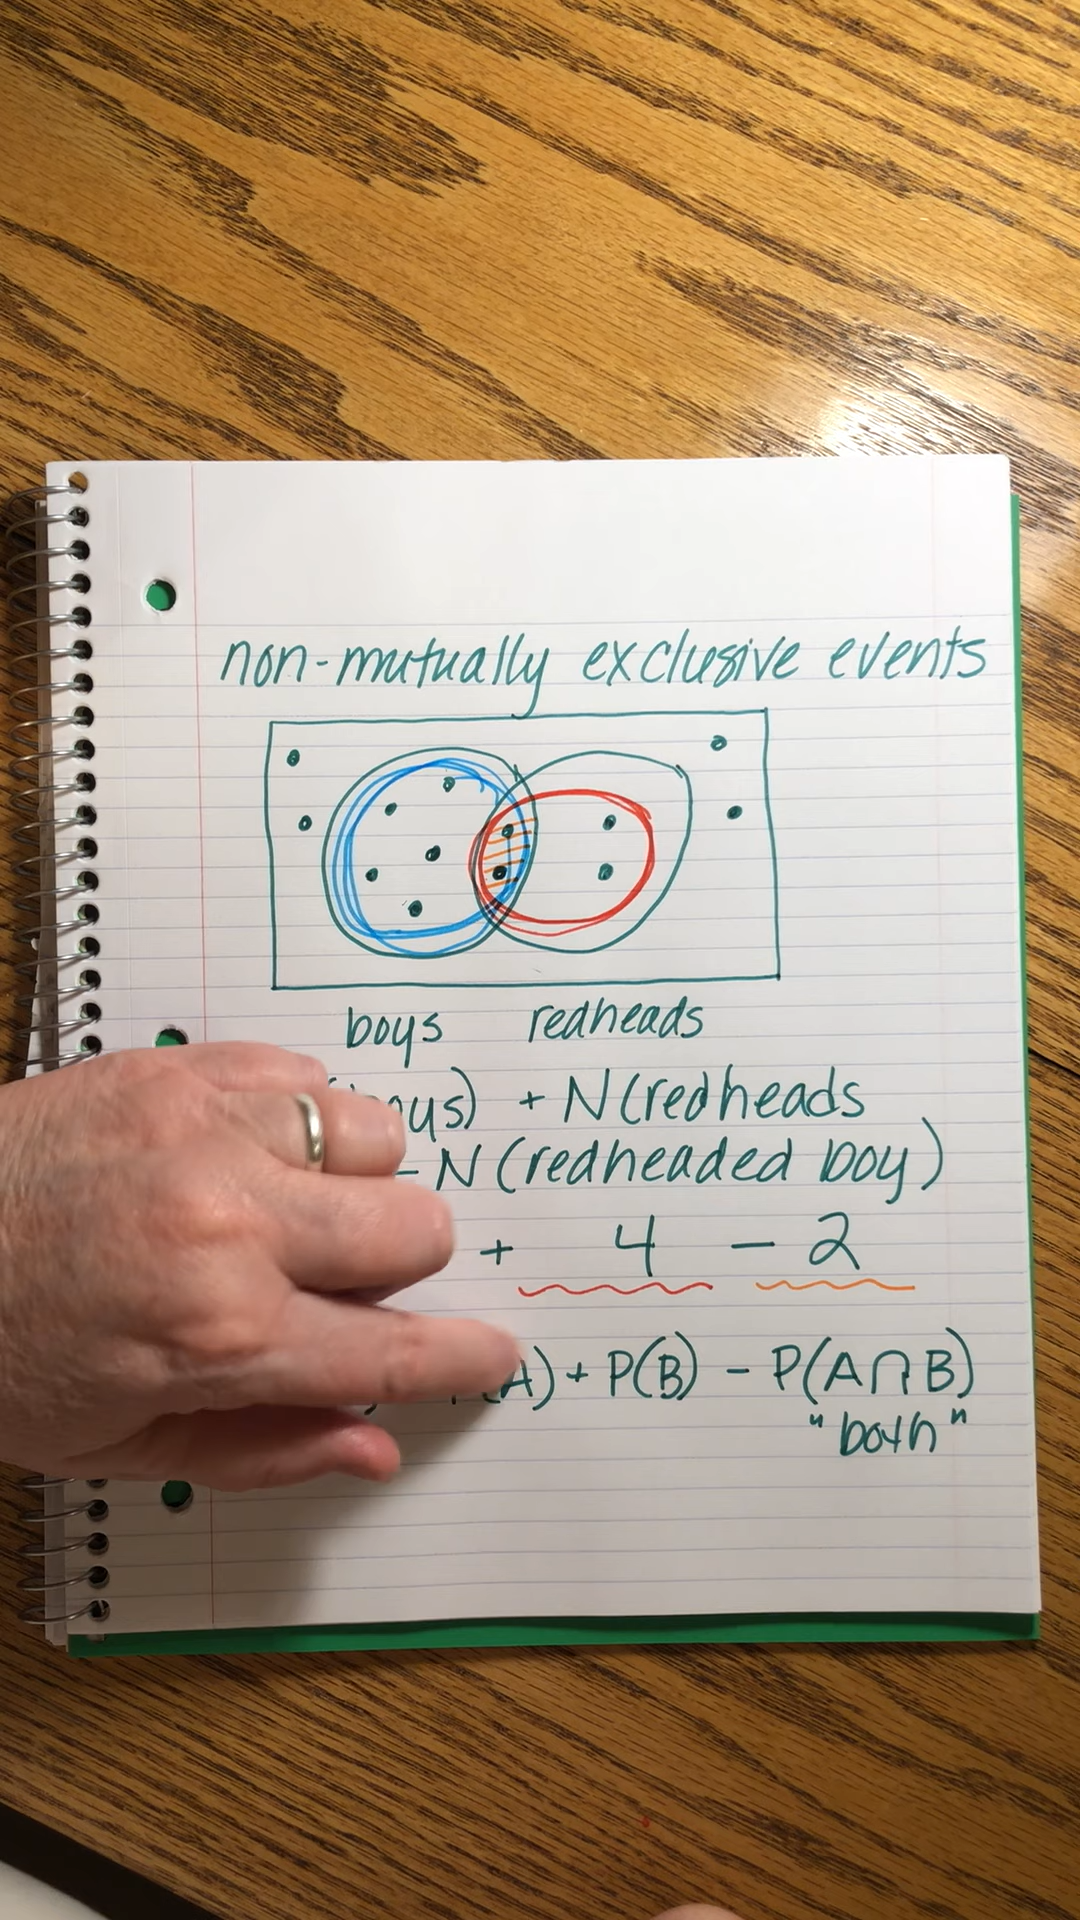 non-mutually exclusive events
boys redheads
+ N(redheads
- N(redheaded boy)
+ 4 - 2
A) + P(B) - P(A∩B)
"both"